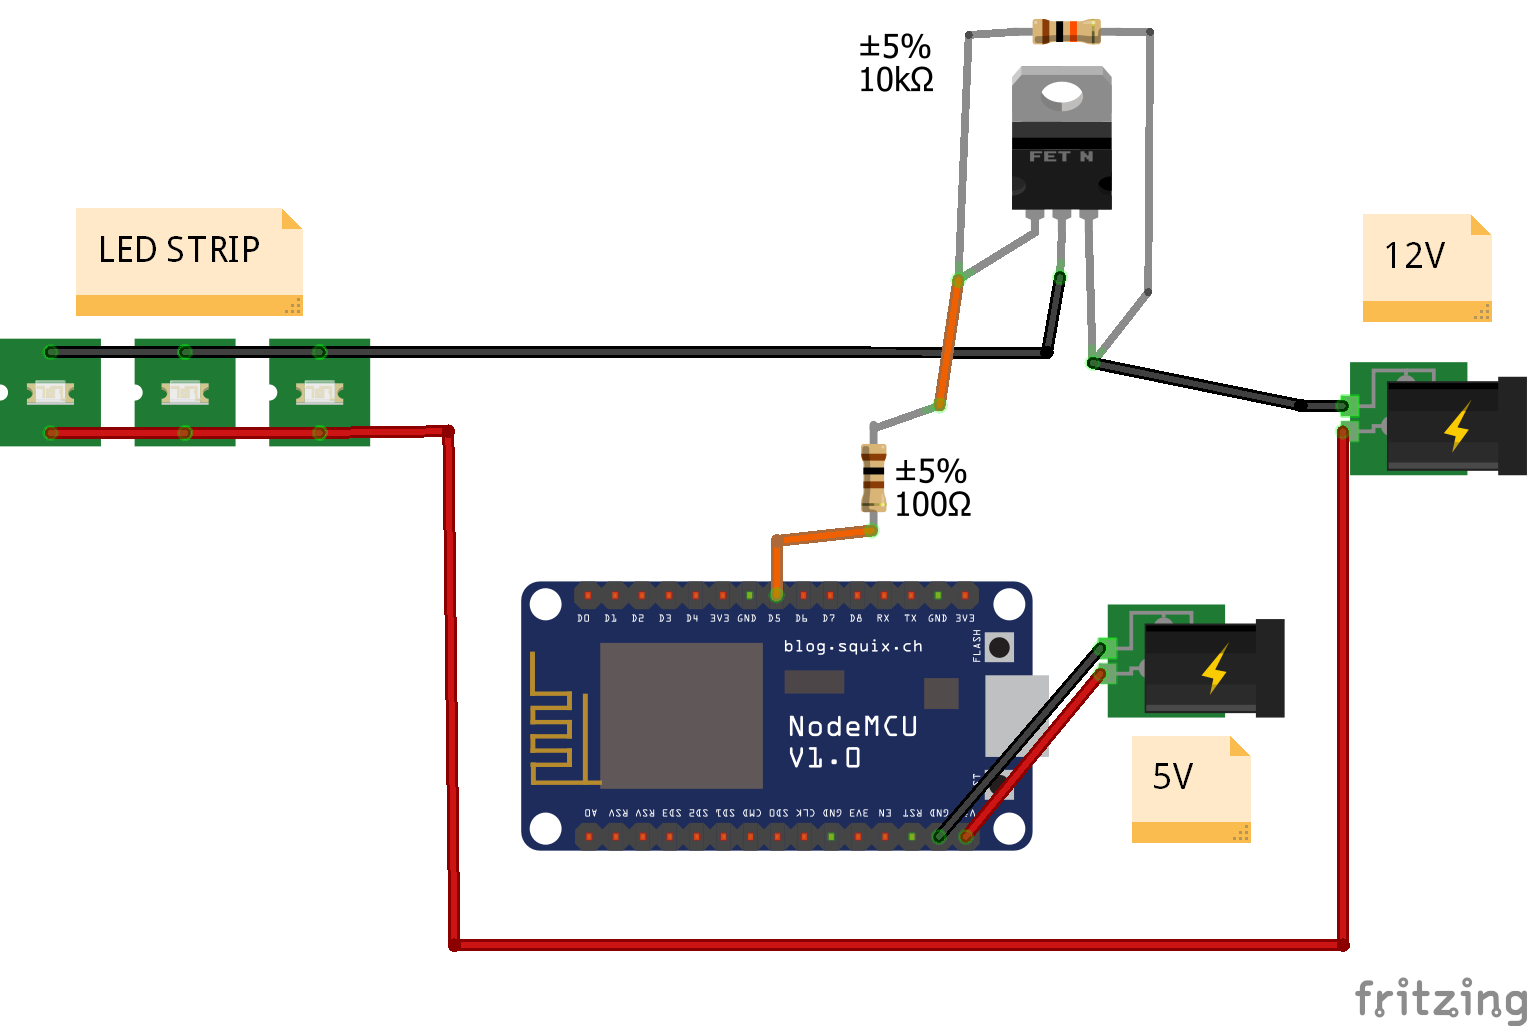 ±5%
10kΩ
FET N
LED STRIP
12V
±5%
100Ω
D0 D1 D2 D3 D4 3V3 GND D5 D6 D7 D8 RX TX GND 3V3
blog.squix.ch
FLASH
NodeMCU
V1.0
A0 RSV RSV SD3 SD2 SD1 CMD SD0 CLK GND 3V3 EN RST GND
5V
fritzing